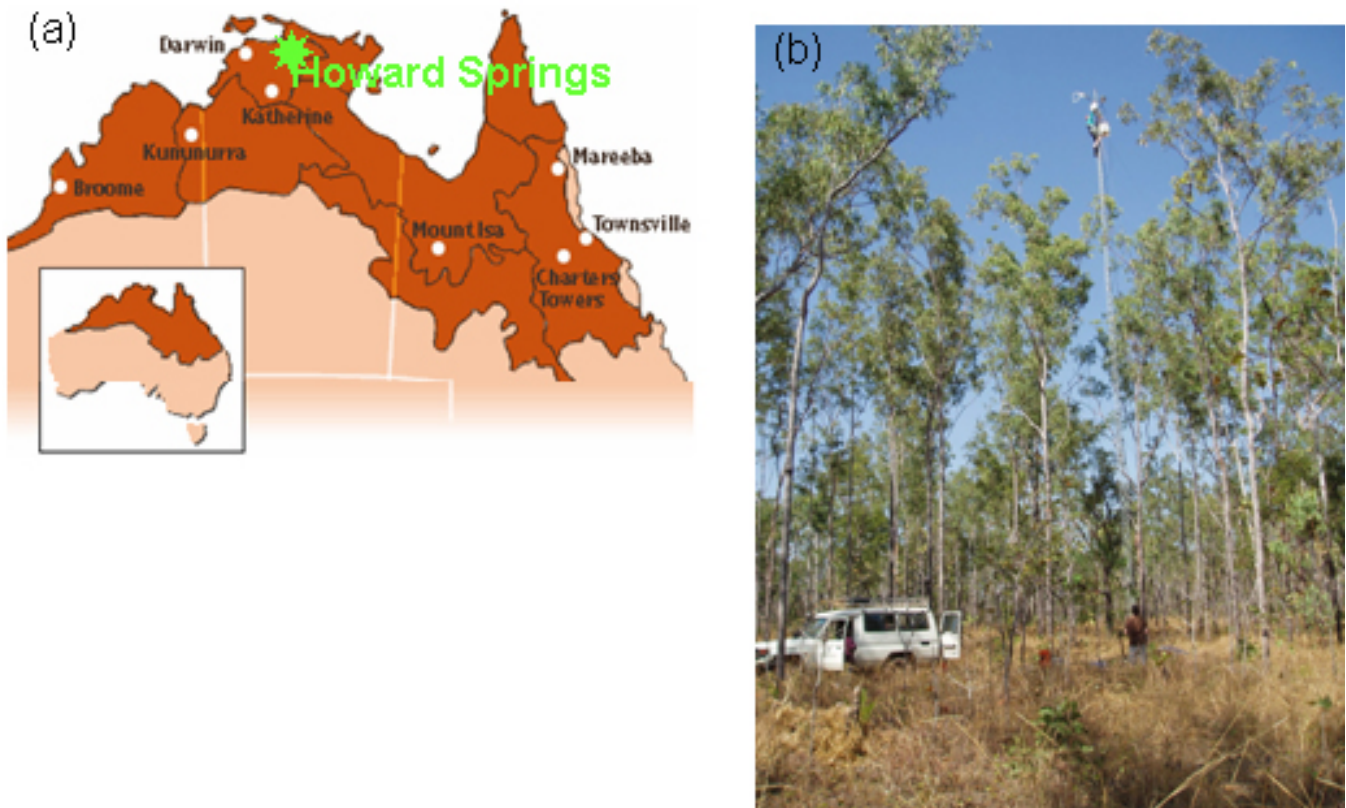 (a)
Darwin
Howard Springs
Katherine
Kununurra
Broome
Mareeba
Townsville
Mount Isa
Charters
Towers
(b)